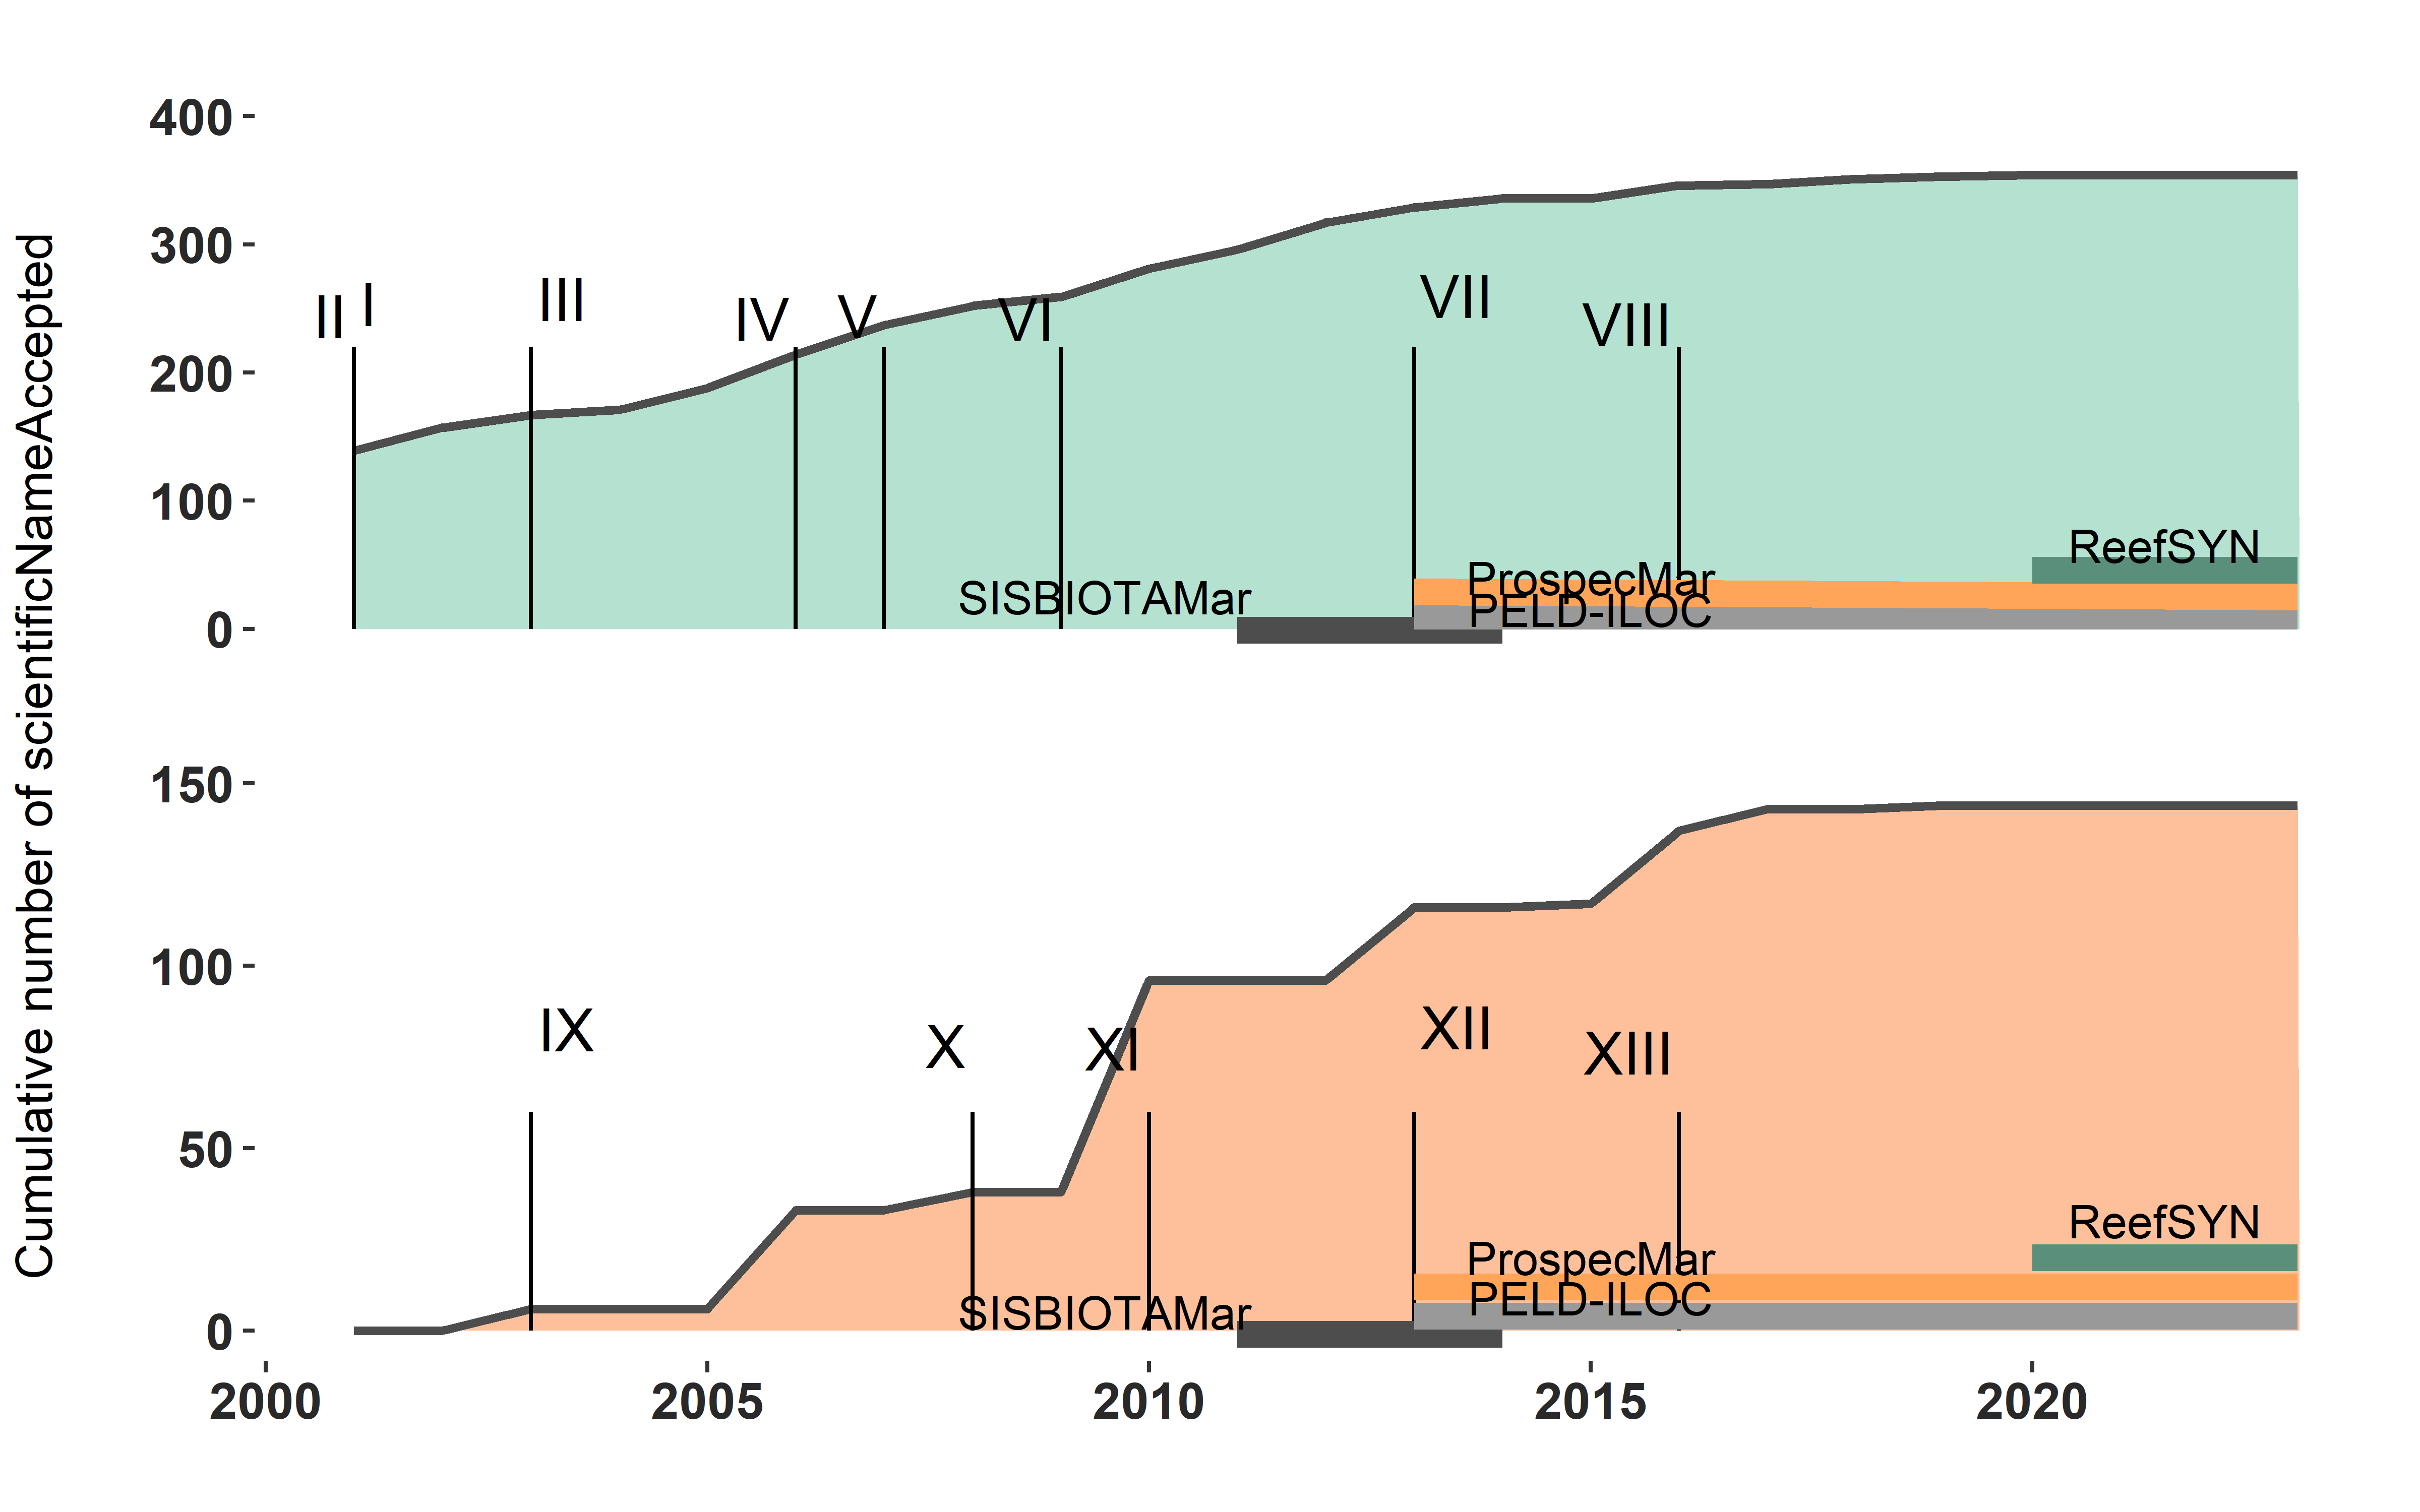 Cumulative number of scientificNameAccepted
400
300
200
100
0
II
I
III
IV
V
VI
VII
VIII
SISBIOTAMar
ProspecMar
PELD-ILOC
ReefSYN
150
100
50
0
IX
X
XI
XII
XIII
SISBIOTAMar
ProspecMar
PELD-ILOC
ReefSYN
2000 2005 2010 2015 2020